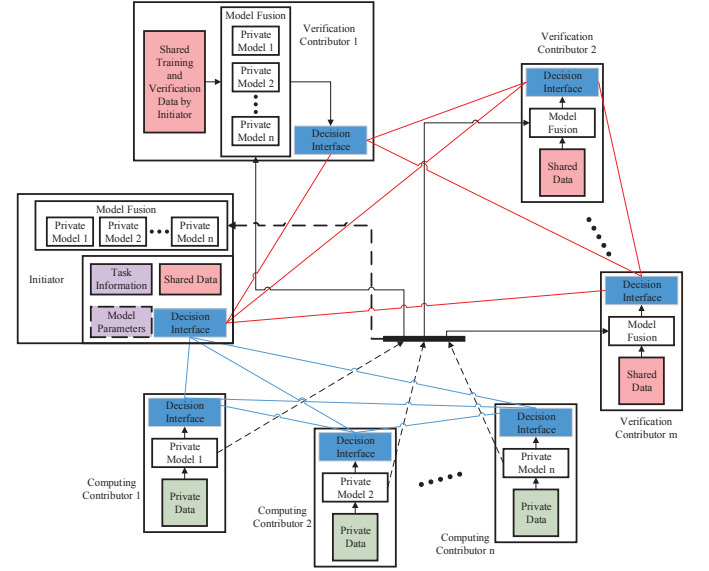 Model Fusion
Private
Model 1
Private
Model 2
Private
Model n
Shared
Training
and
Verification
Data by
Initiator
Verification
Contributor 1
Decision
Interface
Verification
Contributor 2
Decision
Interface
Model
Fusion
Shared
Data
Initiator
Model Fusion
Private
Model 1
Private
Model 2
Private
Model n
Task
Information
Shared Data
Model
Parameters
Decision
Interface
Decision
Interface
Model
Fusion
Shared
Data
Verification
Contributor m
Decision
Interface
Private
Model 1
Private
Data
Computing
Contributor 1
Decision
Interface
Private
Model 2
Private
Data
Computing
Contributor 2
Decision
Interface
Private
Model n
Private
Data
Computing
Contributor n